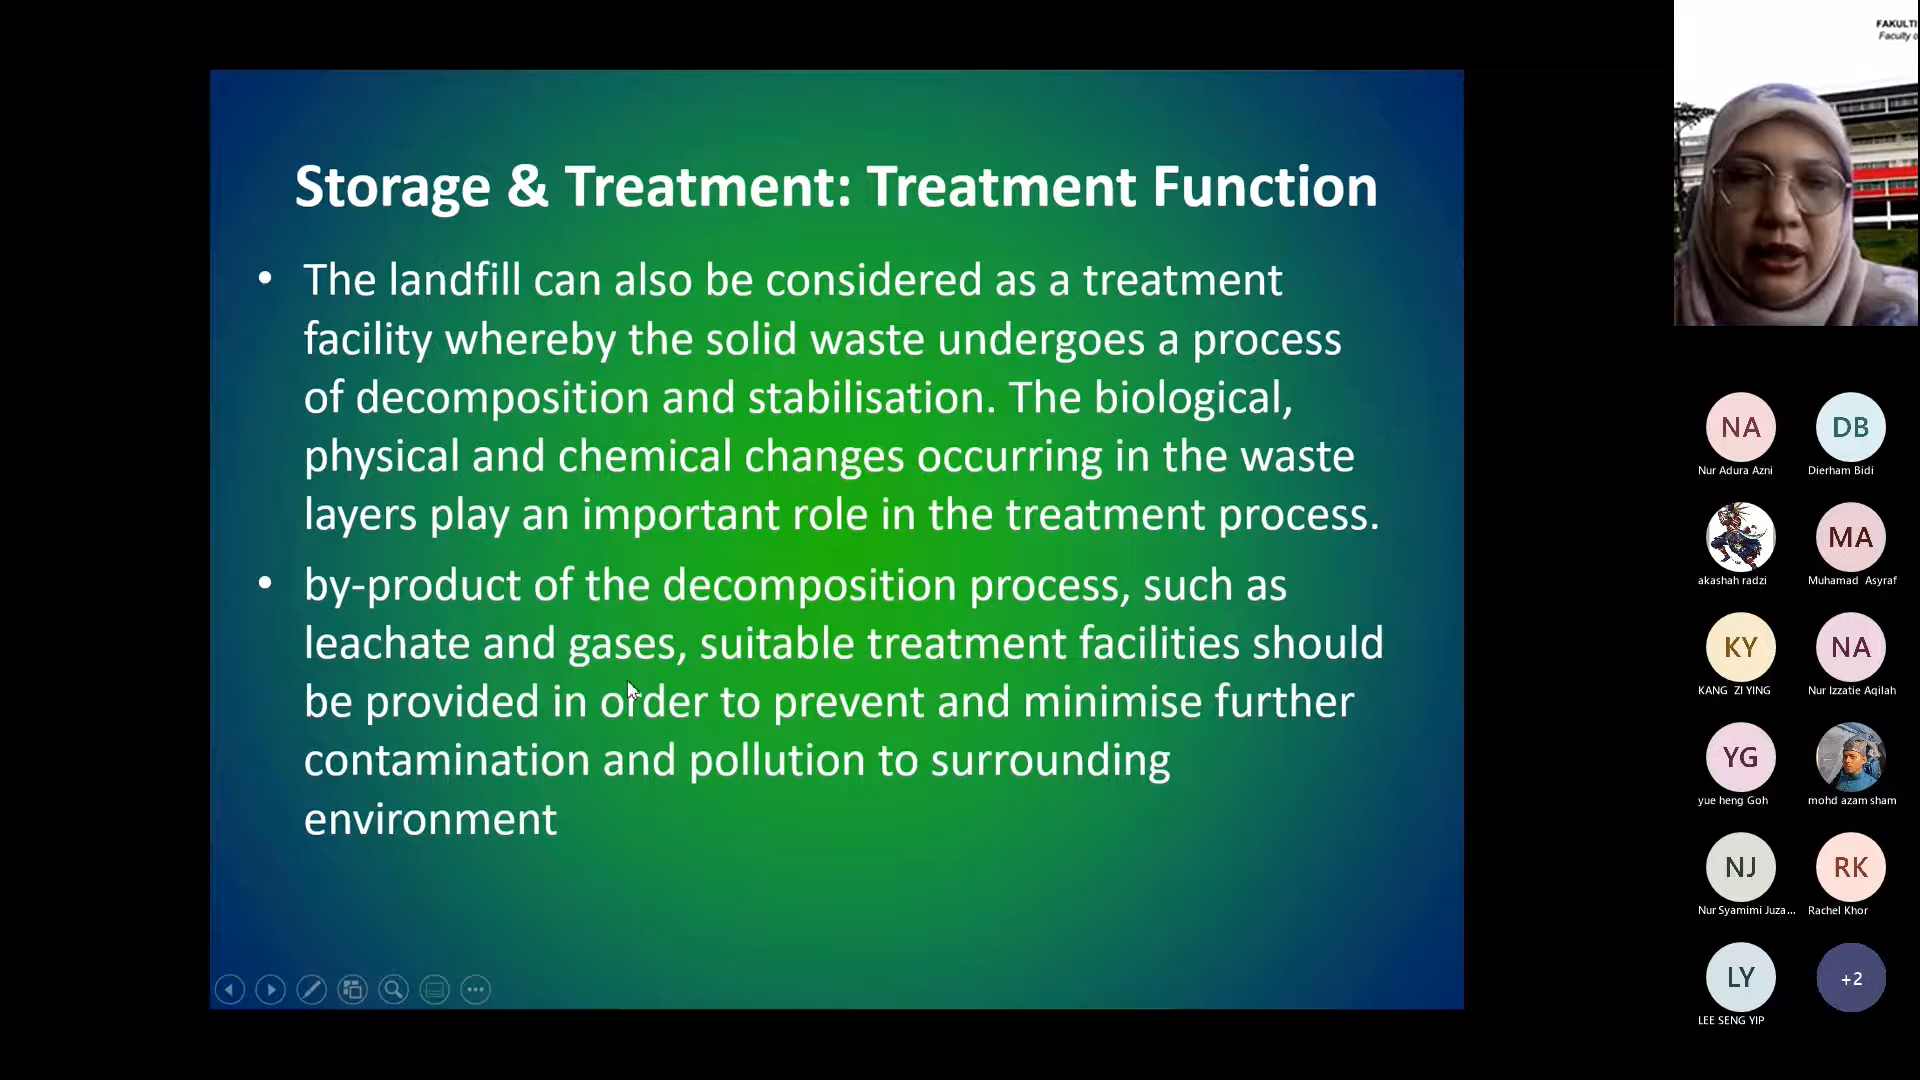 FAKULTI
Faculty o
Storage & Treatment: Treatment Function
• The landfill can also be considered as a treatment
facility whereby the solid waste undergoes a process
of decomposition and stabilisation. The biological,
physical and chemical changes occurring in the waste
layers play an important role in the treatment process.
• by-product of the decomposition process, such as
leachate and gases, suitable treatment facilities should
be provided in order to prevent and minimise further
contamination and pollution to surrounding
environment
NA
Nur Adura Azni
DB
Dierham Bidi
akashah radzi
MA
Muhamad Asyraf
KY
KANG ZI YING
NA
Nur Izzatie Aqilah
YG
yue heng Goh
mohd azam sham
NJ
Nur Syamimi Juza...
RK
Rachel Khor
LY
LEE SENG YIP
+2